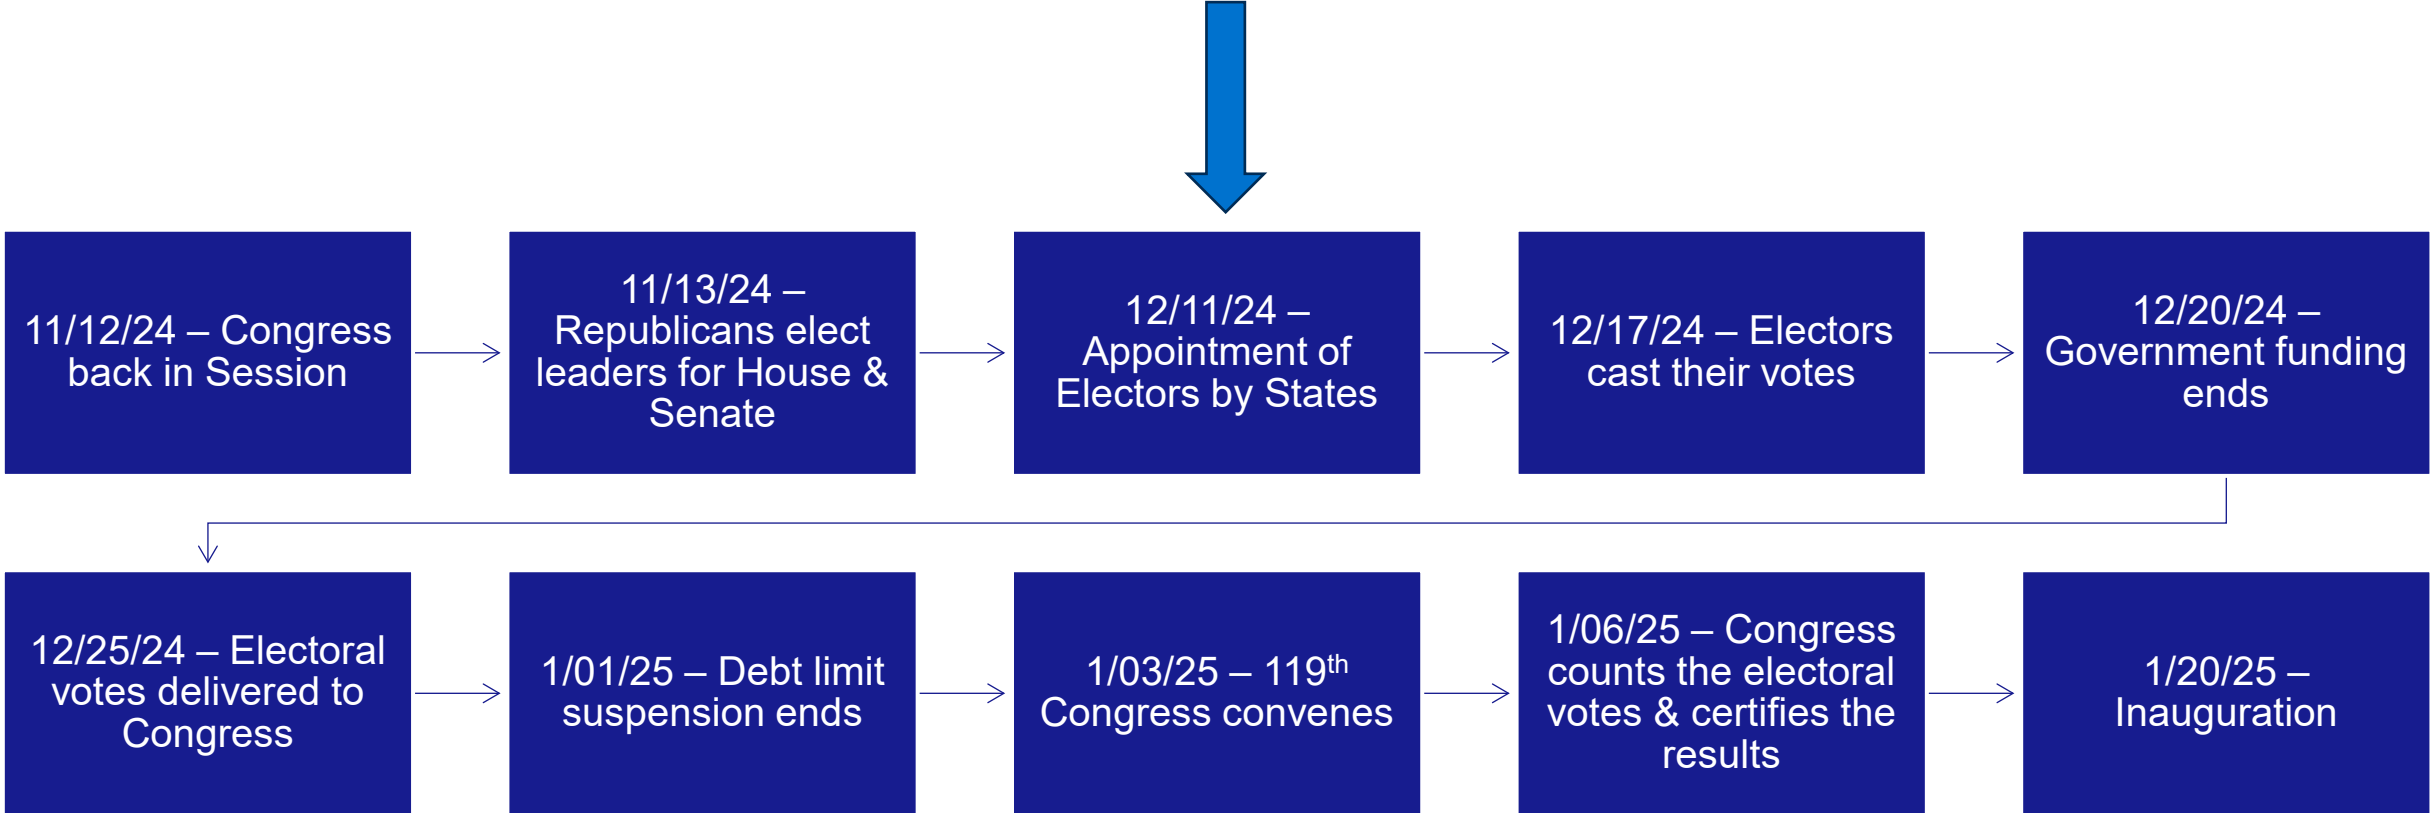 11/12/24 – Congress
back in Session
11/13/24 –
Republicans elect
leaders for House &
Senate
12/11/24 –
Appointment of
Electors by States
12/17/24 – Electors
cast their votes
12/20/24 –
Government funding
ends
12/25/24 – Electoral
votes delivered to
Congress
1/01/25 – Debt limit
suspension ends
1/03/25 – 119th
Congress convenes
1/06/25 – Congress
counts the electoral
votes & certifies the
results
1/20/25 –
Inauguration